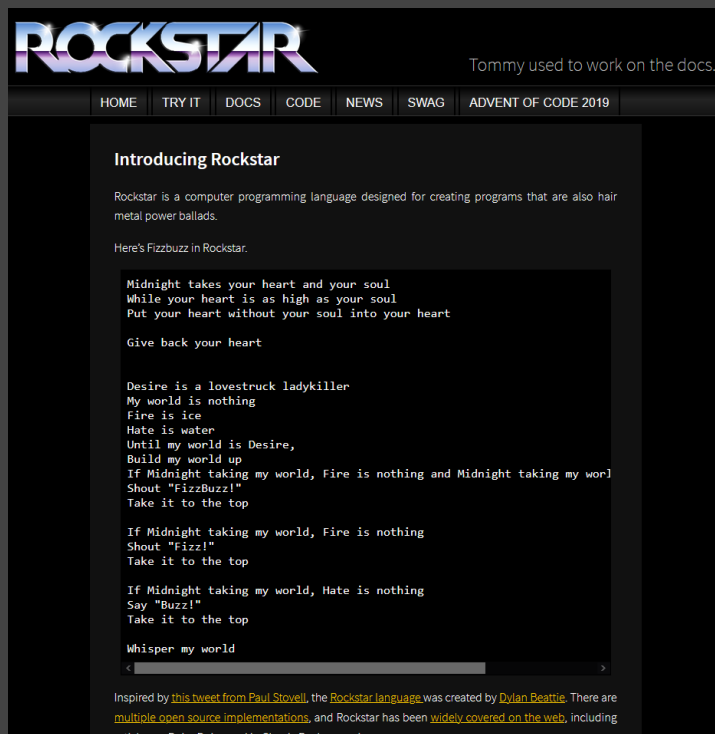 ROCKSTAR
Tommy used to work on the docs.
HOME TRY IT DOCS CODE NEWS SWAG ADVENT OF CODE 2019
Introducing Rockstar
Rockstar is a computer programming language designed for creating programs that are also hair
metal power ballads.
Here's Fizzbuzz in Rockstar.
Midnight takes your heart and your soul
While your heart is as high as your soul
Put your heart without your soul into your heart
Give back your heart
Desire is a lovestruck ladykiller
My world is nothing
Fire is ice
Hate is water
Until my world is Desire,
Build my world up
If Midnight taking my world, Fire is nothing and Midnight taking my
Shout "FizzBuzz!"
Take it to the top
If Midnight taking my world, Fire is nothing
Shout "Fizz!"
Take it to the top
If Midnight taking my world, Hate is nothing
Say "Buzz!"
Take it to the top
Whisper my world
Inspired by this tweet from Paul Stovell, the Rockstar language was created by Dylan Beattie. There are
multiple open source implementations, and Rockstar has been widely covered on the web, including